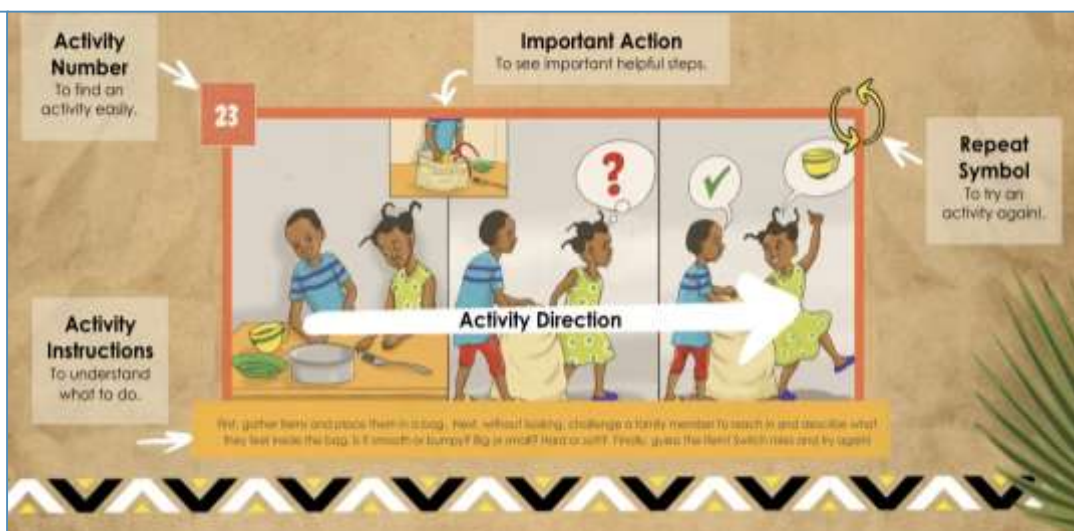 Activity
Number
To find an
activity easily.
Important Action
To see important helpful steps.
23
?
Repeat
Symbol
To try an
activity again!.
Activity Direction
Activity
Instructions
To understand
what to do.
First, gather items and place them in a bag. Next, without looking, challenge a family member to reach in and describe what
they feel inside the bag. Is it smooth or bumpy? Big or small? Hard or soft? Finally, guess the item! Switch roles and try again!